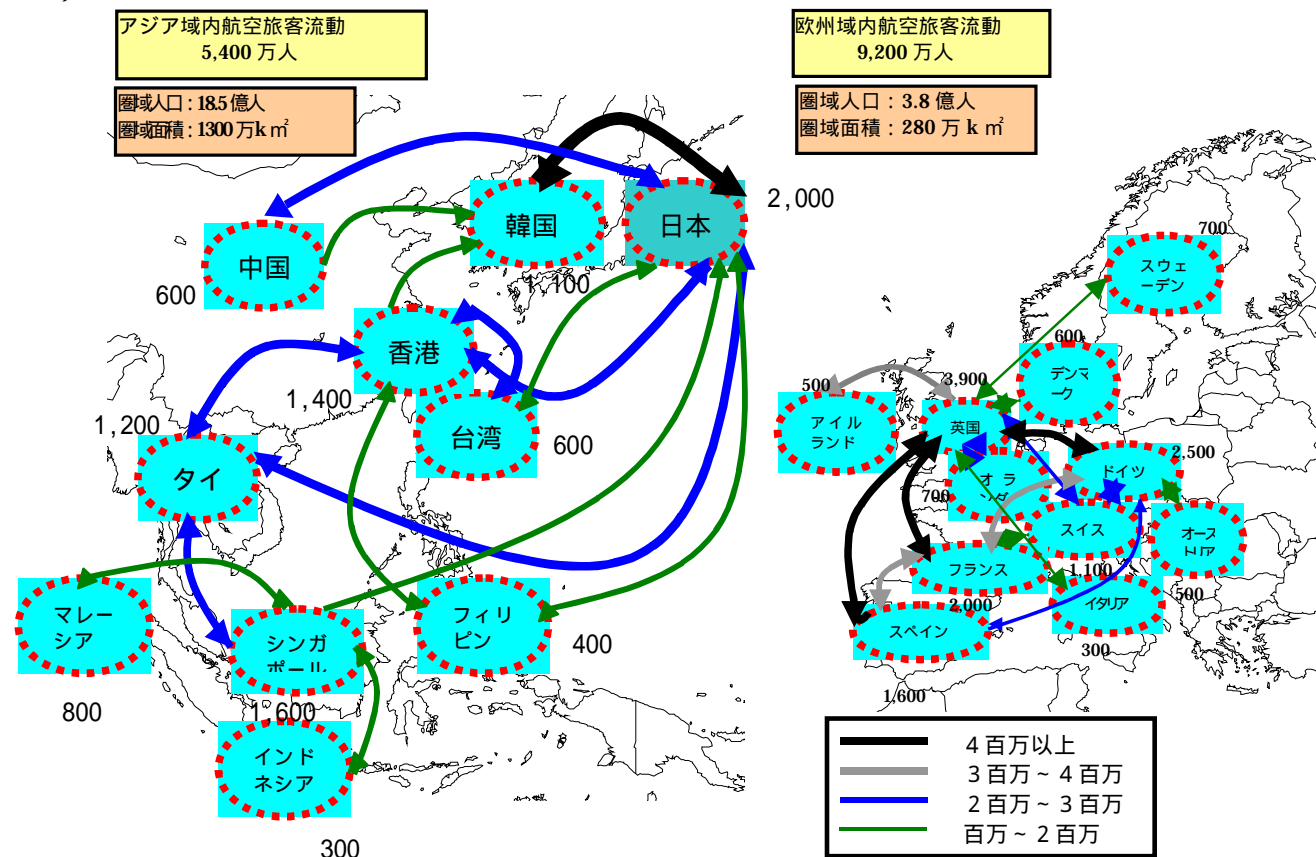 アジア域内航空旅客流動
5,400 万人
圏域人口：18.5 億人
圏域面積：1300 万k㎡
欧州域内航空旅客流動
9,200 万人
圏域人口：3.8 億人
圏域面積：280 万 k ㎡
韓国
日本
2,000
中国
1,100
600
香港
1,400
台湾
600
1,200
タイ
マレー
シア
800
シンガ
ポール
1,600
フィリ
ピン
400
インド
ネシア
300
700
スウェ
ーデン
600
デンマ
ーク
500
アイル
ランド
3,900
英国
オラ
ンダ
700
ドイツ
2,500
スイス
1,100
オース
トリア
500
フランス
2,000
イタリア
300
スペイン
1,600
４百万以上
３百万～４百万
２百万～３百万
百万～２百万